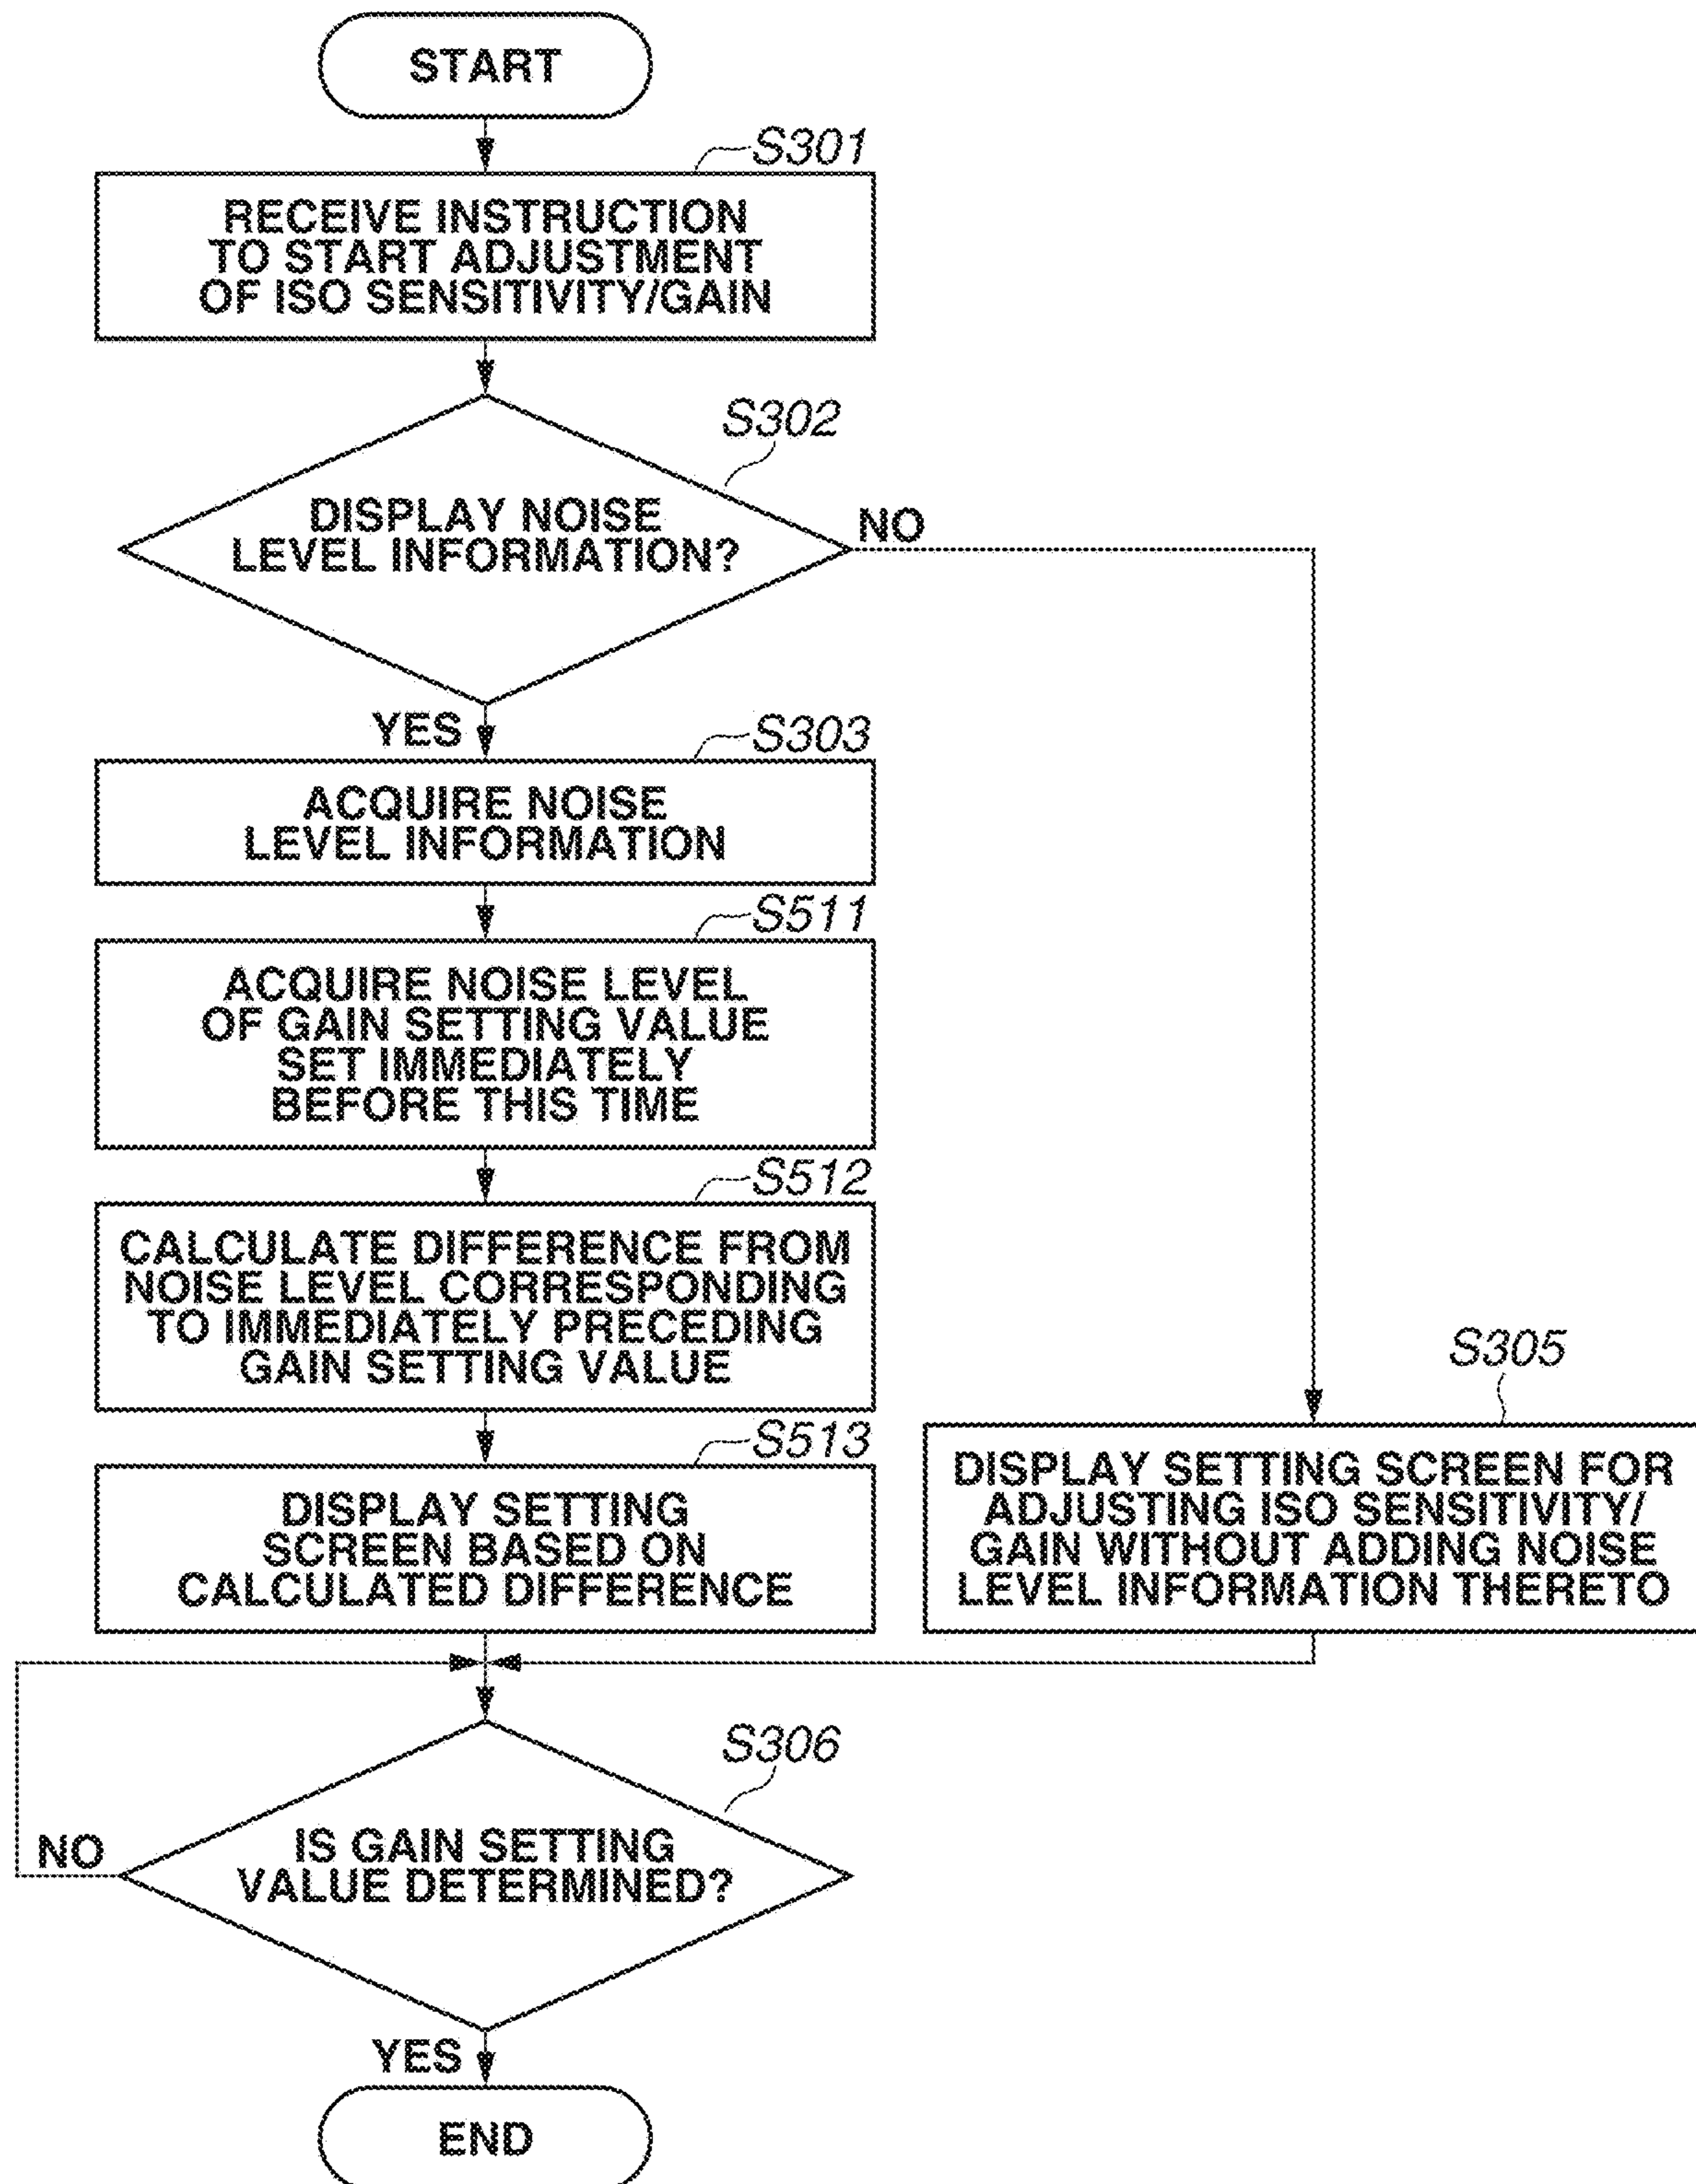 START
S301
RECEIVE INSTRUCTION
TO START ADJUSTMENT
OF ISO SENSITIVITY/GAIN
S302
DISPLAY NOISE
LEVEL INFORMATION?
NO
YES
S303
ACQUIRE NOISE
LEVEL INFORMATION
S511
ACQUIRE NOISE LEVEL
OF GAIN SETTING VALUE
SET IMMEDIATELY
BEFORE THIS TIME
S512
CALCULATE DIFFERENCE FROM
NOISE LEVEL CORRESPONDING
TO IMMEDIATELY PRECEDING
GAIN SETTING VALUE
S513
DISPLAY SETTING
SCREEN BASED ON
CALCULATED DIFFERENCE
S305
DISPLAY SETTING SCREEN FOR
ADJUSTING ISO SENSITIVITY/
GAIN WITHOUT ADDING NOISE
LEVEL INFORMATION THERETO
S306
IS GAIN SETTING
VALUE DETERMINED?
NO
YES
END